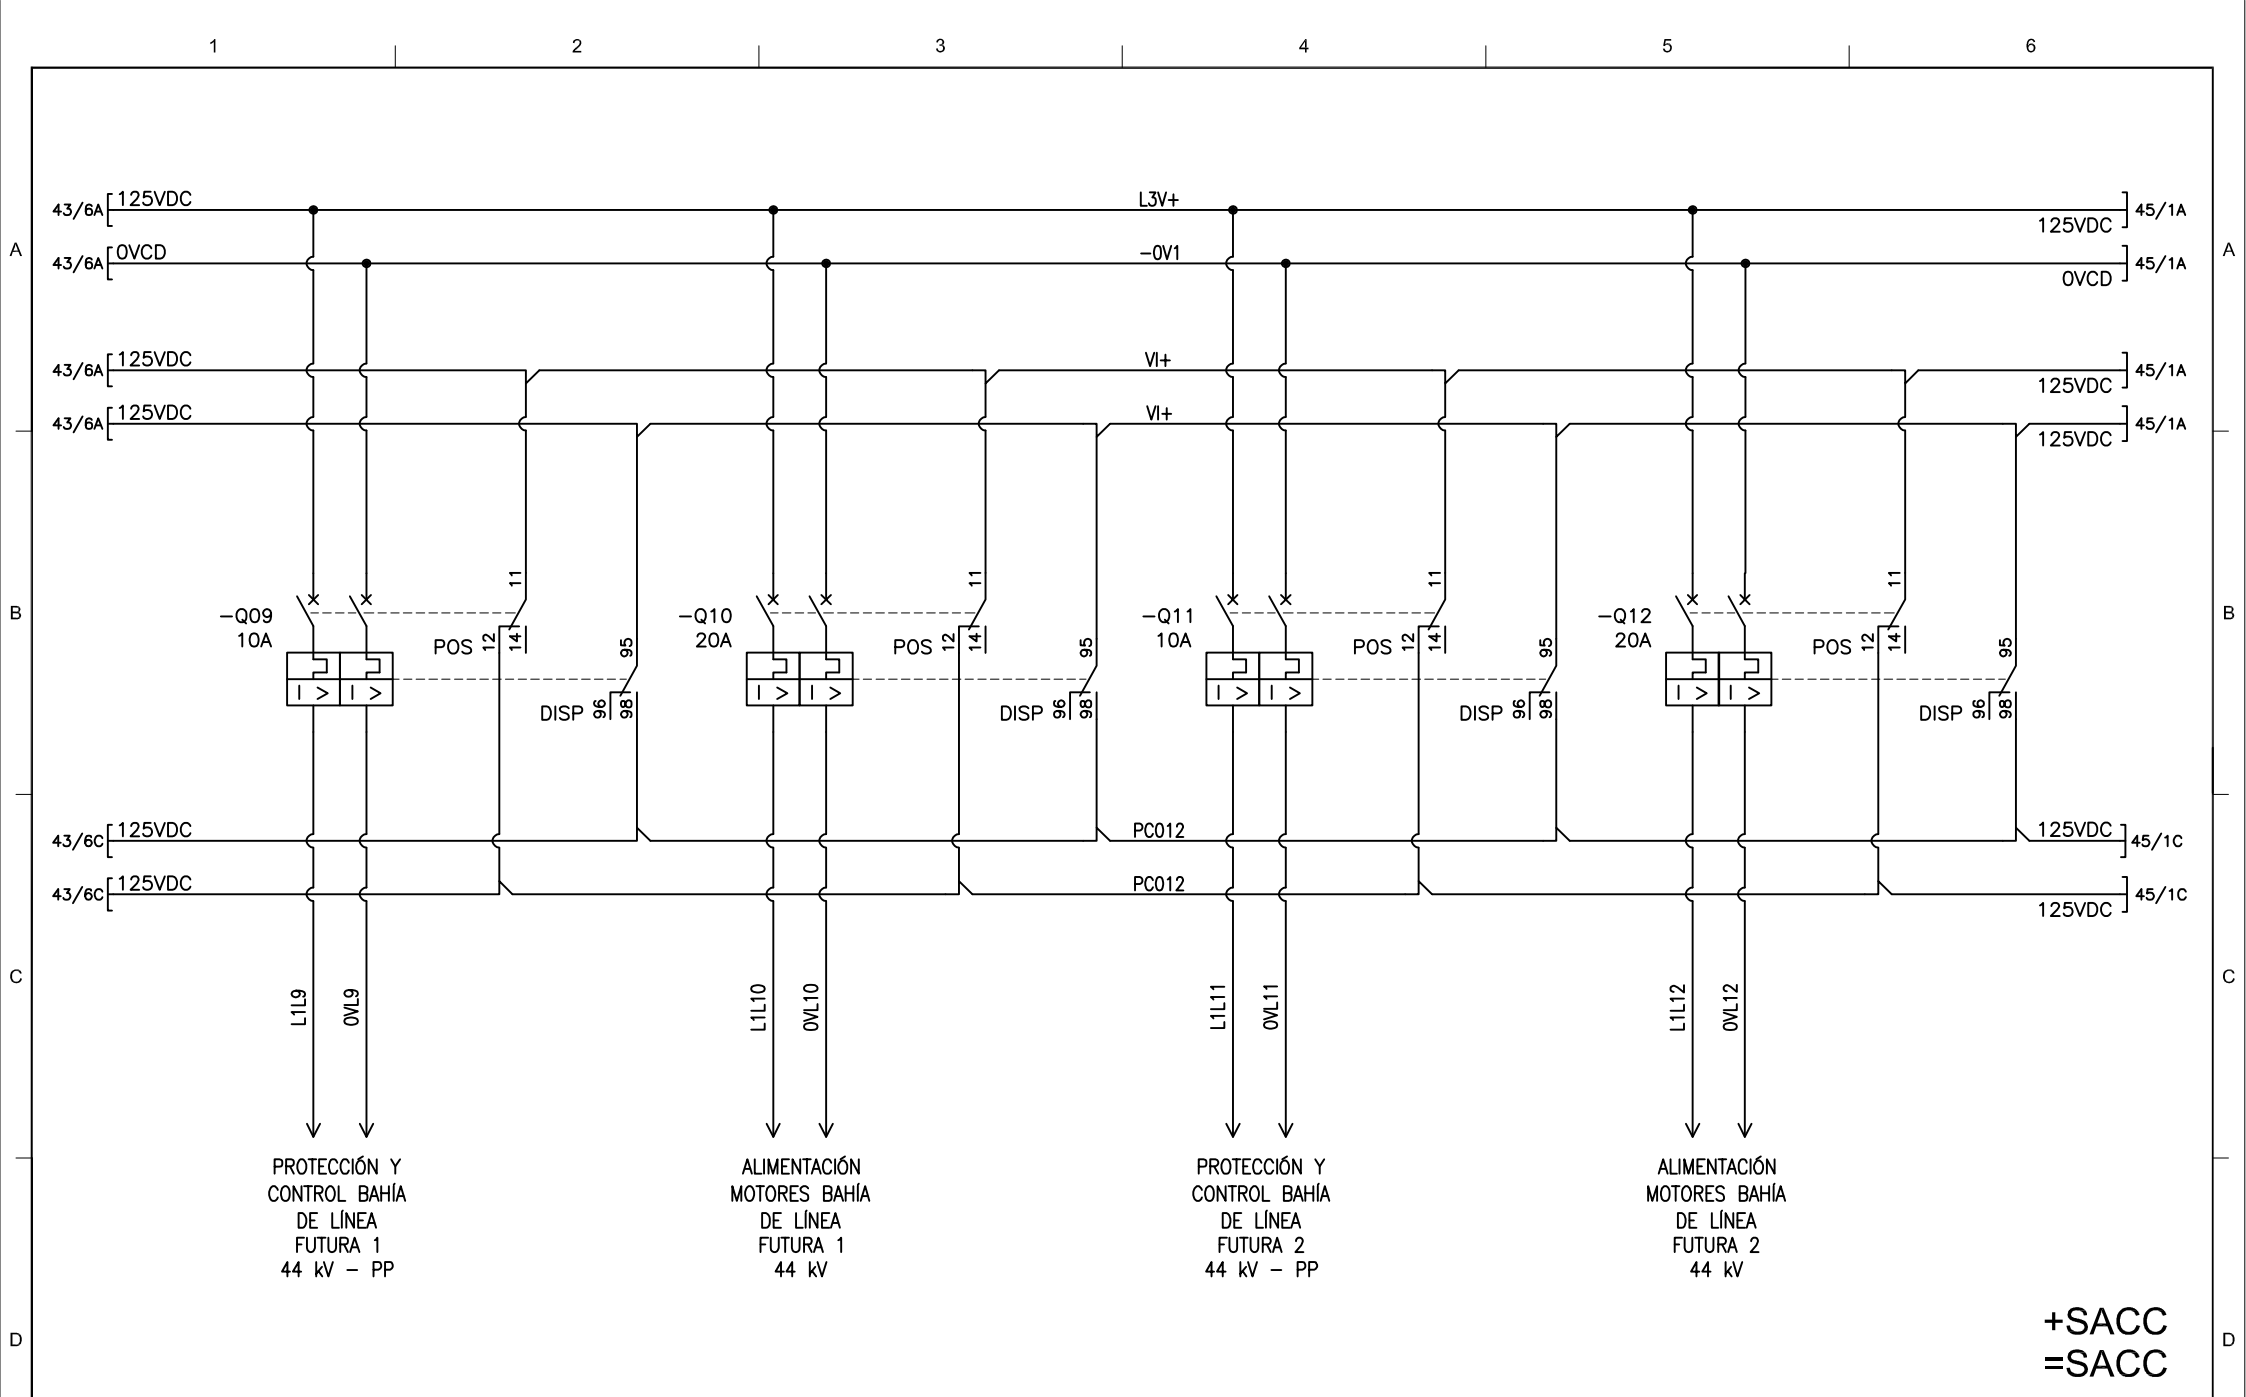 1 2 3 4 5 6
43/6A 125VDC L3V+ 125VDC 45/1A
A 43/6A 0VCD -0V1 0VCD 45/1A A
43/6A 125VDC VI+ 125VDC 45/1A
43/6A 125VDC VI+ 125VDC 45/1A
11 11 11 11
B -Q09 -Q10 -Q11 -Q12 B
10A POS 12 14 95 20A POS 12 14 95 10A POS 12 14 95 20A POS 12 14 95
I > I > I > I > I > I > I > I >
DISP 96 98 DISP 96 98 DISP 96 98 DISP 96 98
43/6C 125VDC PC012 125VDC 45/1C
43/6C 125VDC PC012 125VDC 45/1C
C L1L9 0VL9 L1L10 0VL10 L1L11 0VL11 L1L12 0VL12 C
PROTECCIÓN Y
CONTROL BAHÍA
DE LÍNEA
FUTURA 1
44 kV - PP
ALIMENTACIÓN
MOTORES BAHÍA
DE LÍNEA
FUTURA 1
44 kV
PROTECCIÓN Y
CONTROL BAHÍA
DE LÍNEA
FUTURA 2
44 kV - PP
ALIMENTACIÓN
MOTORES BAHÍA
DE LÍNEA
FUTURA 2
44 kV
+SACC
D D
=SACC